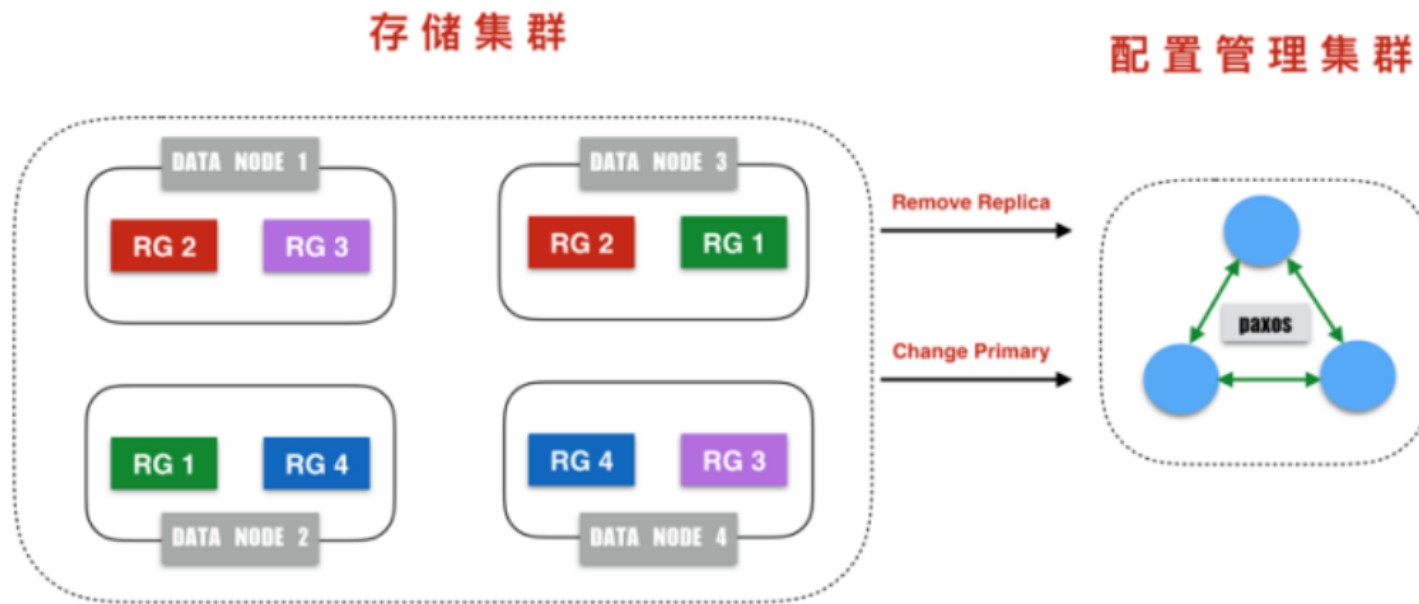 存储集群
配置管理集群
DATA NODE 1
RG 2
RG 3
DATA NODE 3
RG 2
RG 1
Remove Replica
Change Primary
paxos
RG 1
RG 4
DATA NODE 2
RG 4
RG 3
DATA NODE 4